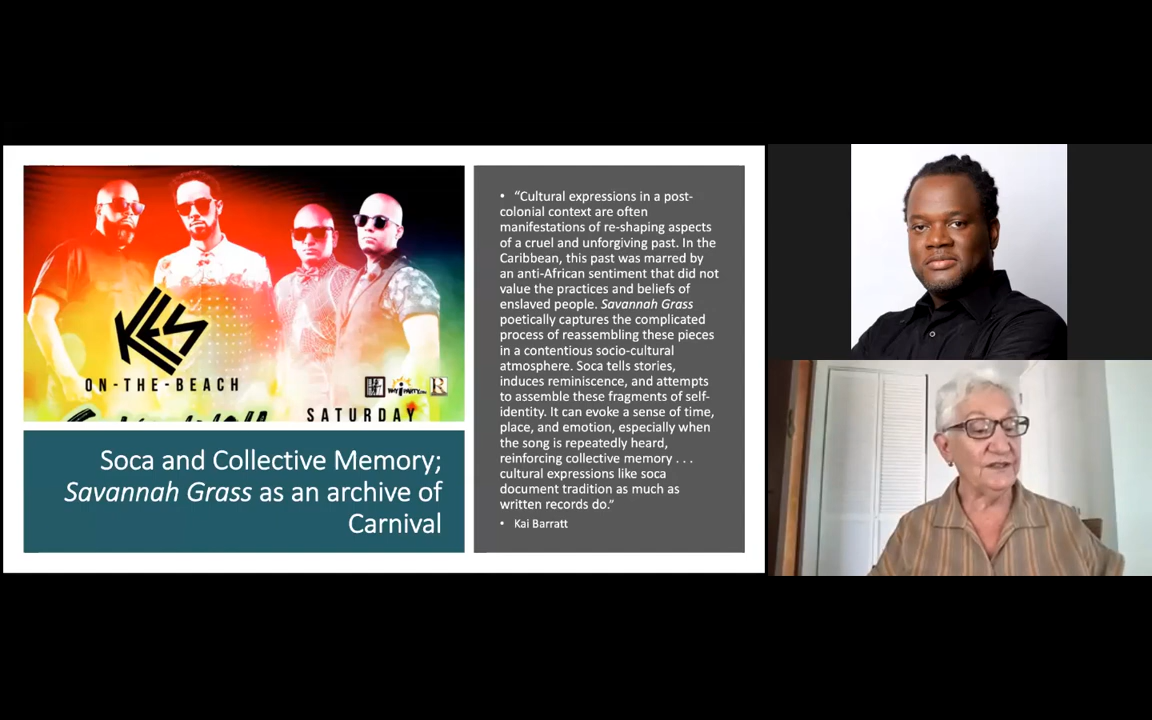 KES
ON-THE-BEACH
SATURDAY
Soca and Collective Memory;
Savannah Grass as an archive of
Carnival
• “Cultural expressions in a post-
colonial context are often
manifestations of re-shaping aspects
of a cruel and unforgiving past. In the
Caribbean, this past was marred by
an anti-African sentiment that did not
value the practices and beliefs of
enslaved people. Savannah Grass
poetically captures the complicated
process of reassembling these pieces
in a contentious socio-cultural
atmosphere. Soca tells stories,
induces reminiscence, and attempts
to assemble these fragments of self-
identity. It can evoke a sense of time,
place, and emotion, especially when
the song is repeatedly heard,
reinforcing collective memory . . .
cultural expressions like soca
document tradition as much as
written records do.”
• Kai Barratt